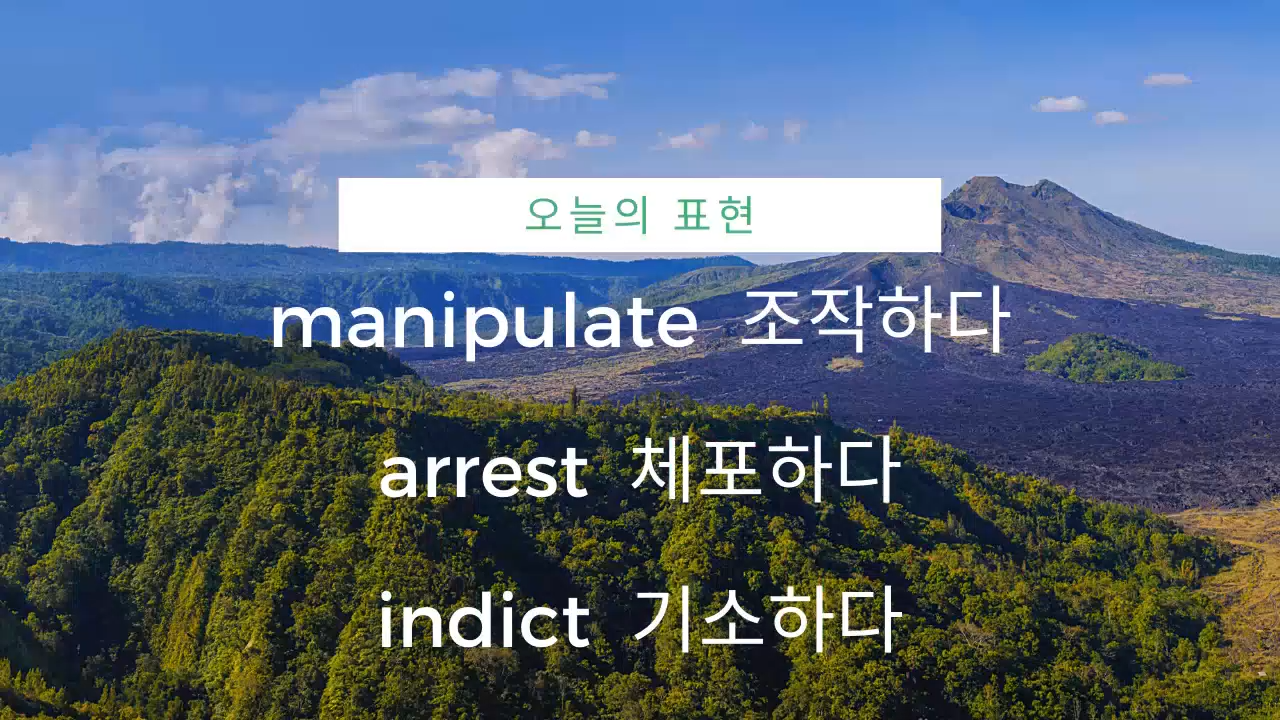 오늘의 표현
manipulate 조작하다
arrest 체포하다
indict 기소하다